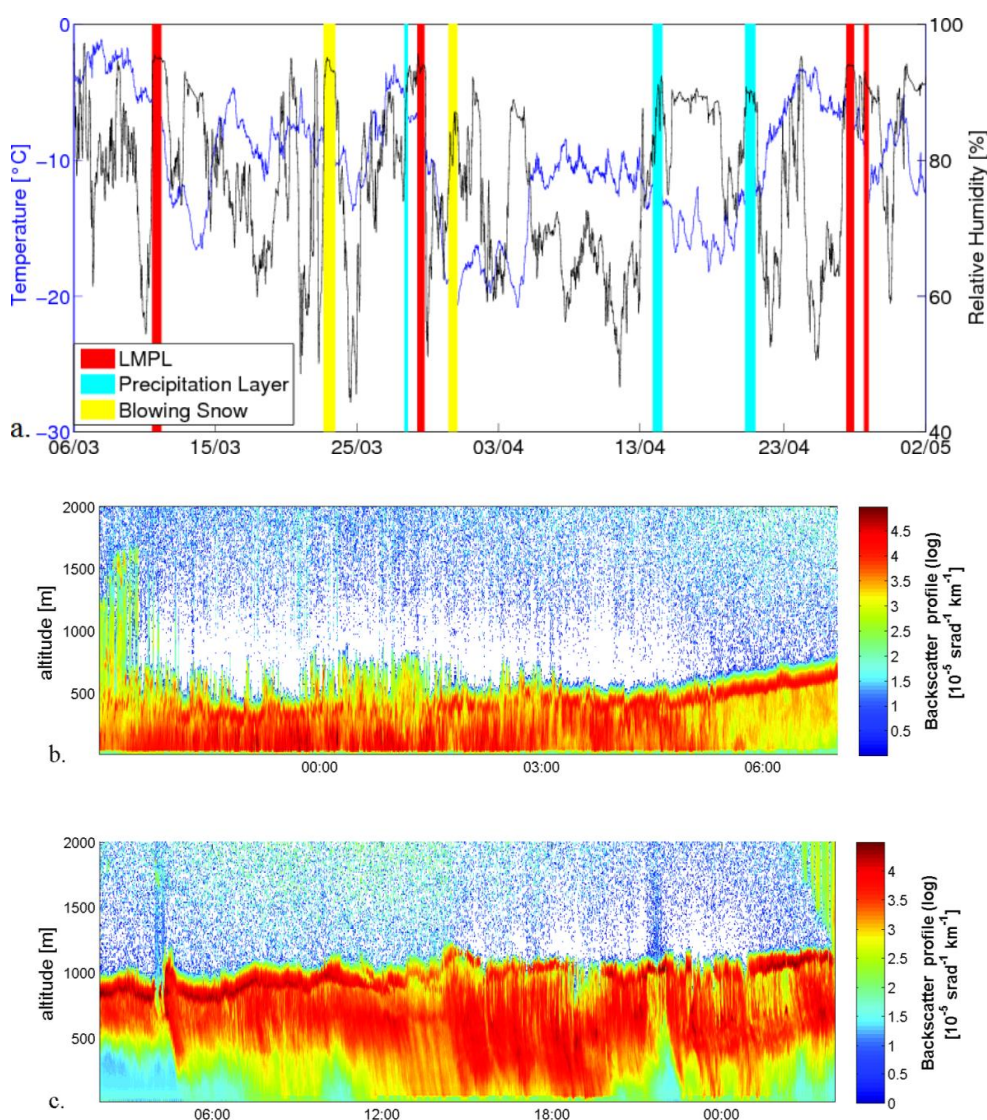 0
100
-10
-20
-30
90
80
70
60
50
40
Temperature [°C]
Relative Humidity [%]
LMPL
Precipitation Layer
Blowing Snow
a.
06/03 15/03 25/03 03/04 13/04 23/04 02/05
2000
1500
1000
500
altitude [m]
b.
00:00 03:00 06:00
4.5
4
3.5
3
2.5
2
1.5
1
0.5
Backscatter profile (log)
[10⁻⁵ srad⁻¹ km⁻¹]
2000
1500
1000
500
altitude [m]
c.
06:00 12:00 18:00 00:00
4
3.5
3
2.5
2
1.5
1
0.5
0
Backscatter profile (log)
[10⁻⁵ srad⁻¹ km⁻¹]